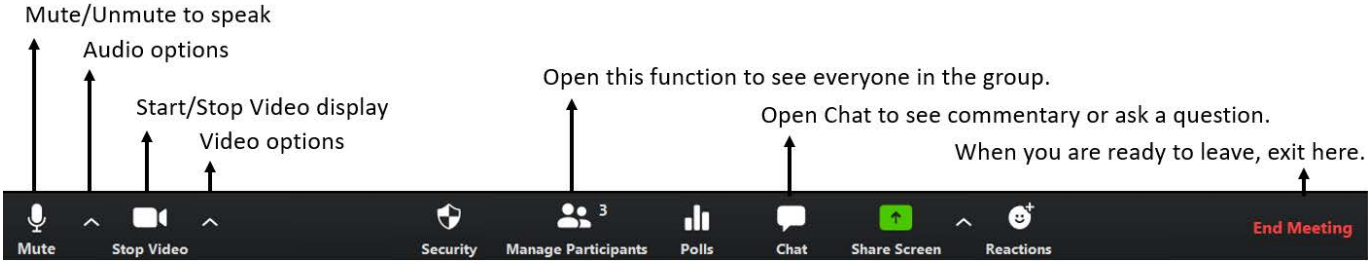 Mute/Unmute to speak
Audio options
Open this function to see everyone in the group.
Start/Stop Video display
Open Chat to see commentary or ask a question.
Video options
When you are ready to leave, exit here.
3
Mute
Stop Video
Security
Manage Participants
Polls
Chat
Share Screen
Reactions
End Meeting